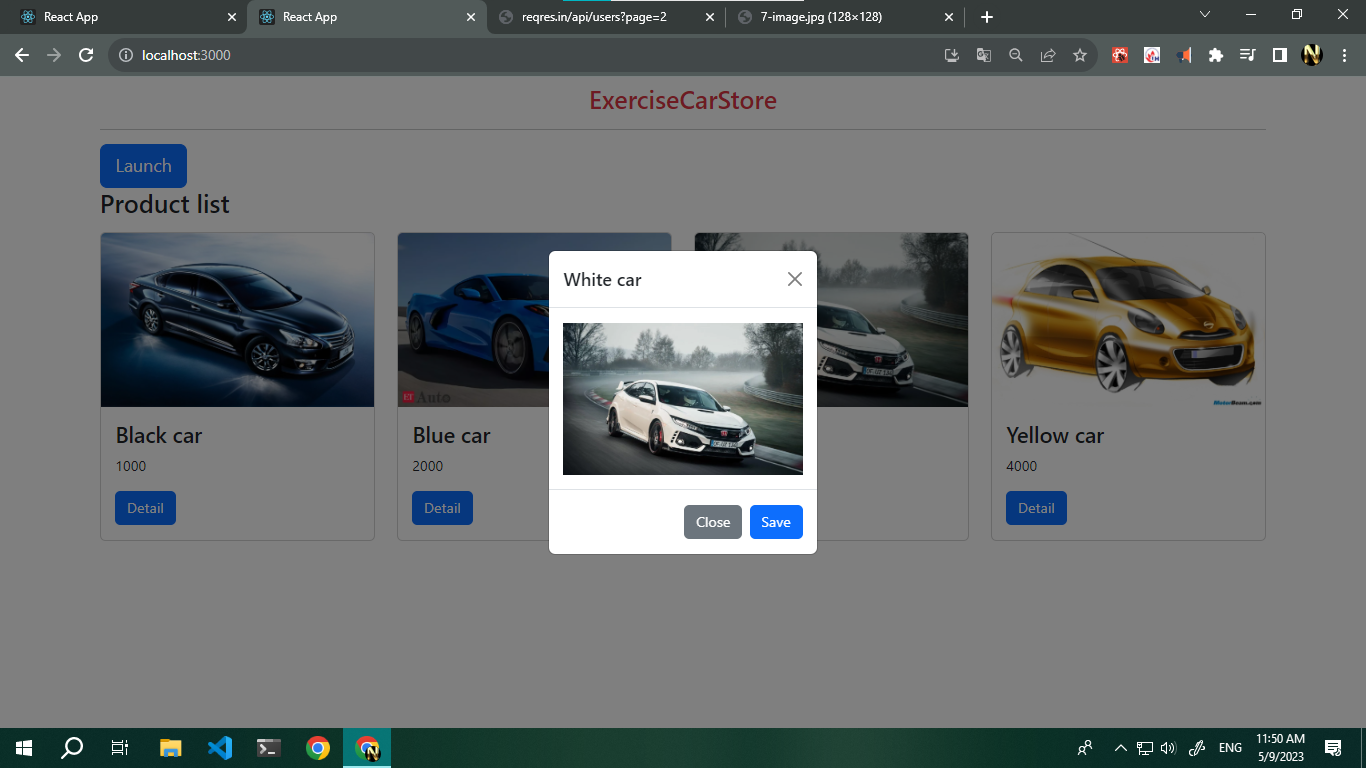 React App
React App
reqres.in/api/users?page=2
7-image.jpg (128×128)
localhost:3000
ExerciseCarStore
Launch
Product list
White car
ET Auto
MotorBeam.com
Black car
1000
Detail
Blue car
2000
Detail
Close
Save
Yellow car
4000
Detail
ENG
11:50 AM
5/9/2023